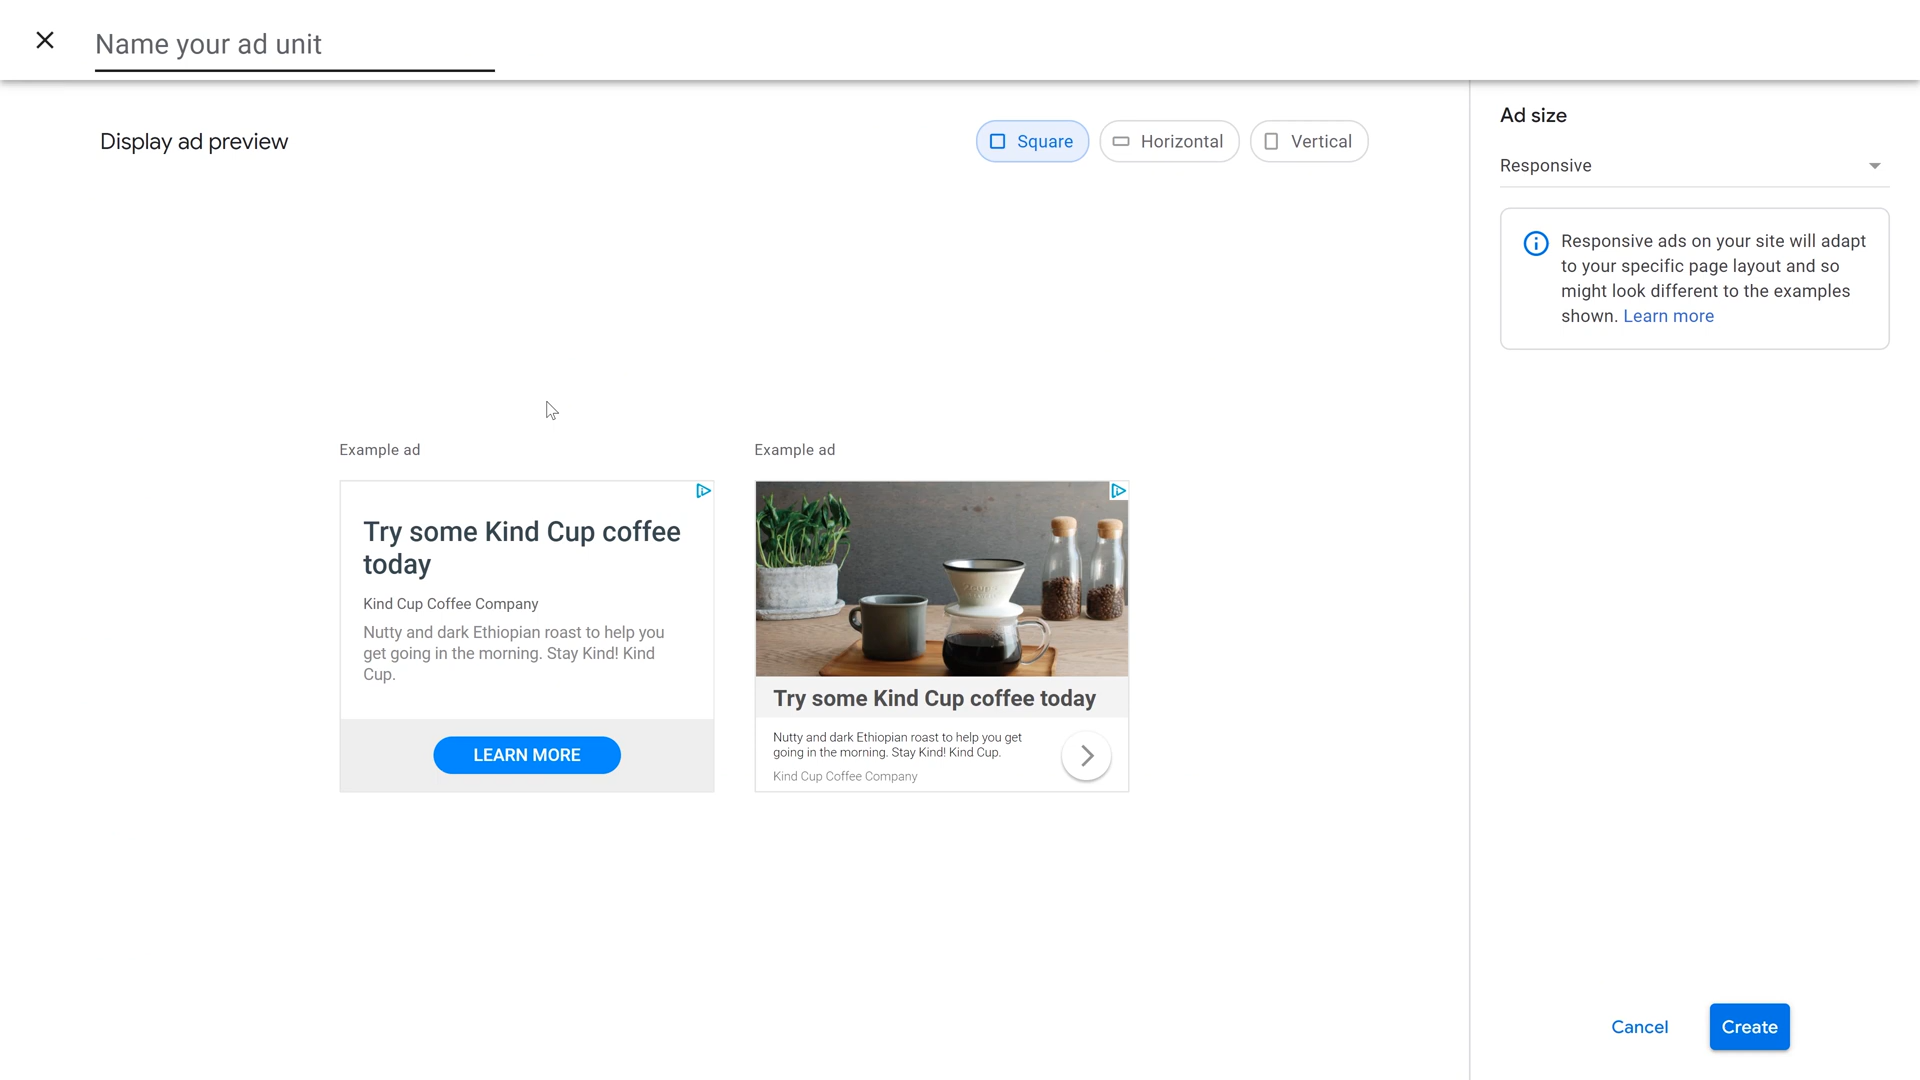 Name your ad unit
Display ad preview
Square
Horizontal
Vertical
Ad size
Responsive
Responsive ads on your site will adapt
to your specific page layout and so
might look different to the examples
shown. Learn more
Example ad
Try some Kind Cup coffee
today
Kind Cup Coffee Company
Nutty and dark Ethiopian roast to help you
get going in the morning. Stay Kind! Kind
Cup.
LEARN MORE
Example ad
Try some Kind Cup coffee today
Nutty and dark Ethiopian roast to help you get
going in the morning. Stay Kind! Kind Cup.
Kind Cup Coffee Company
Cancel
Create